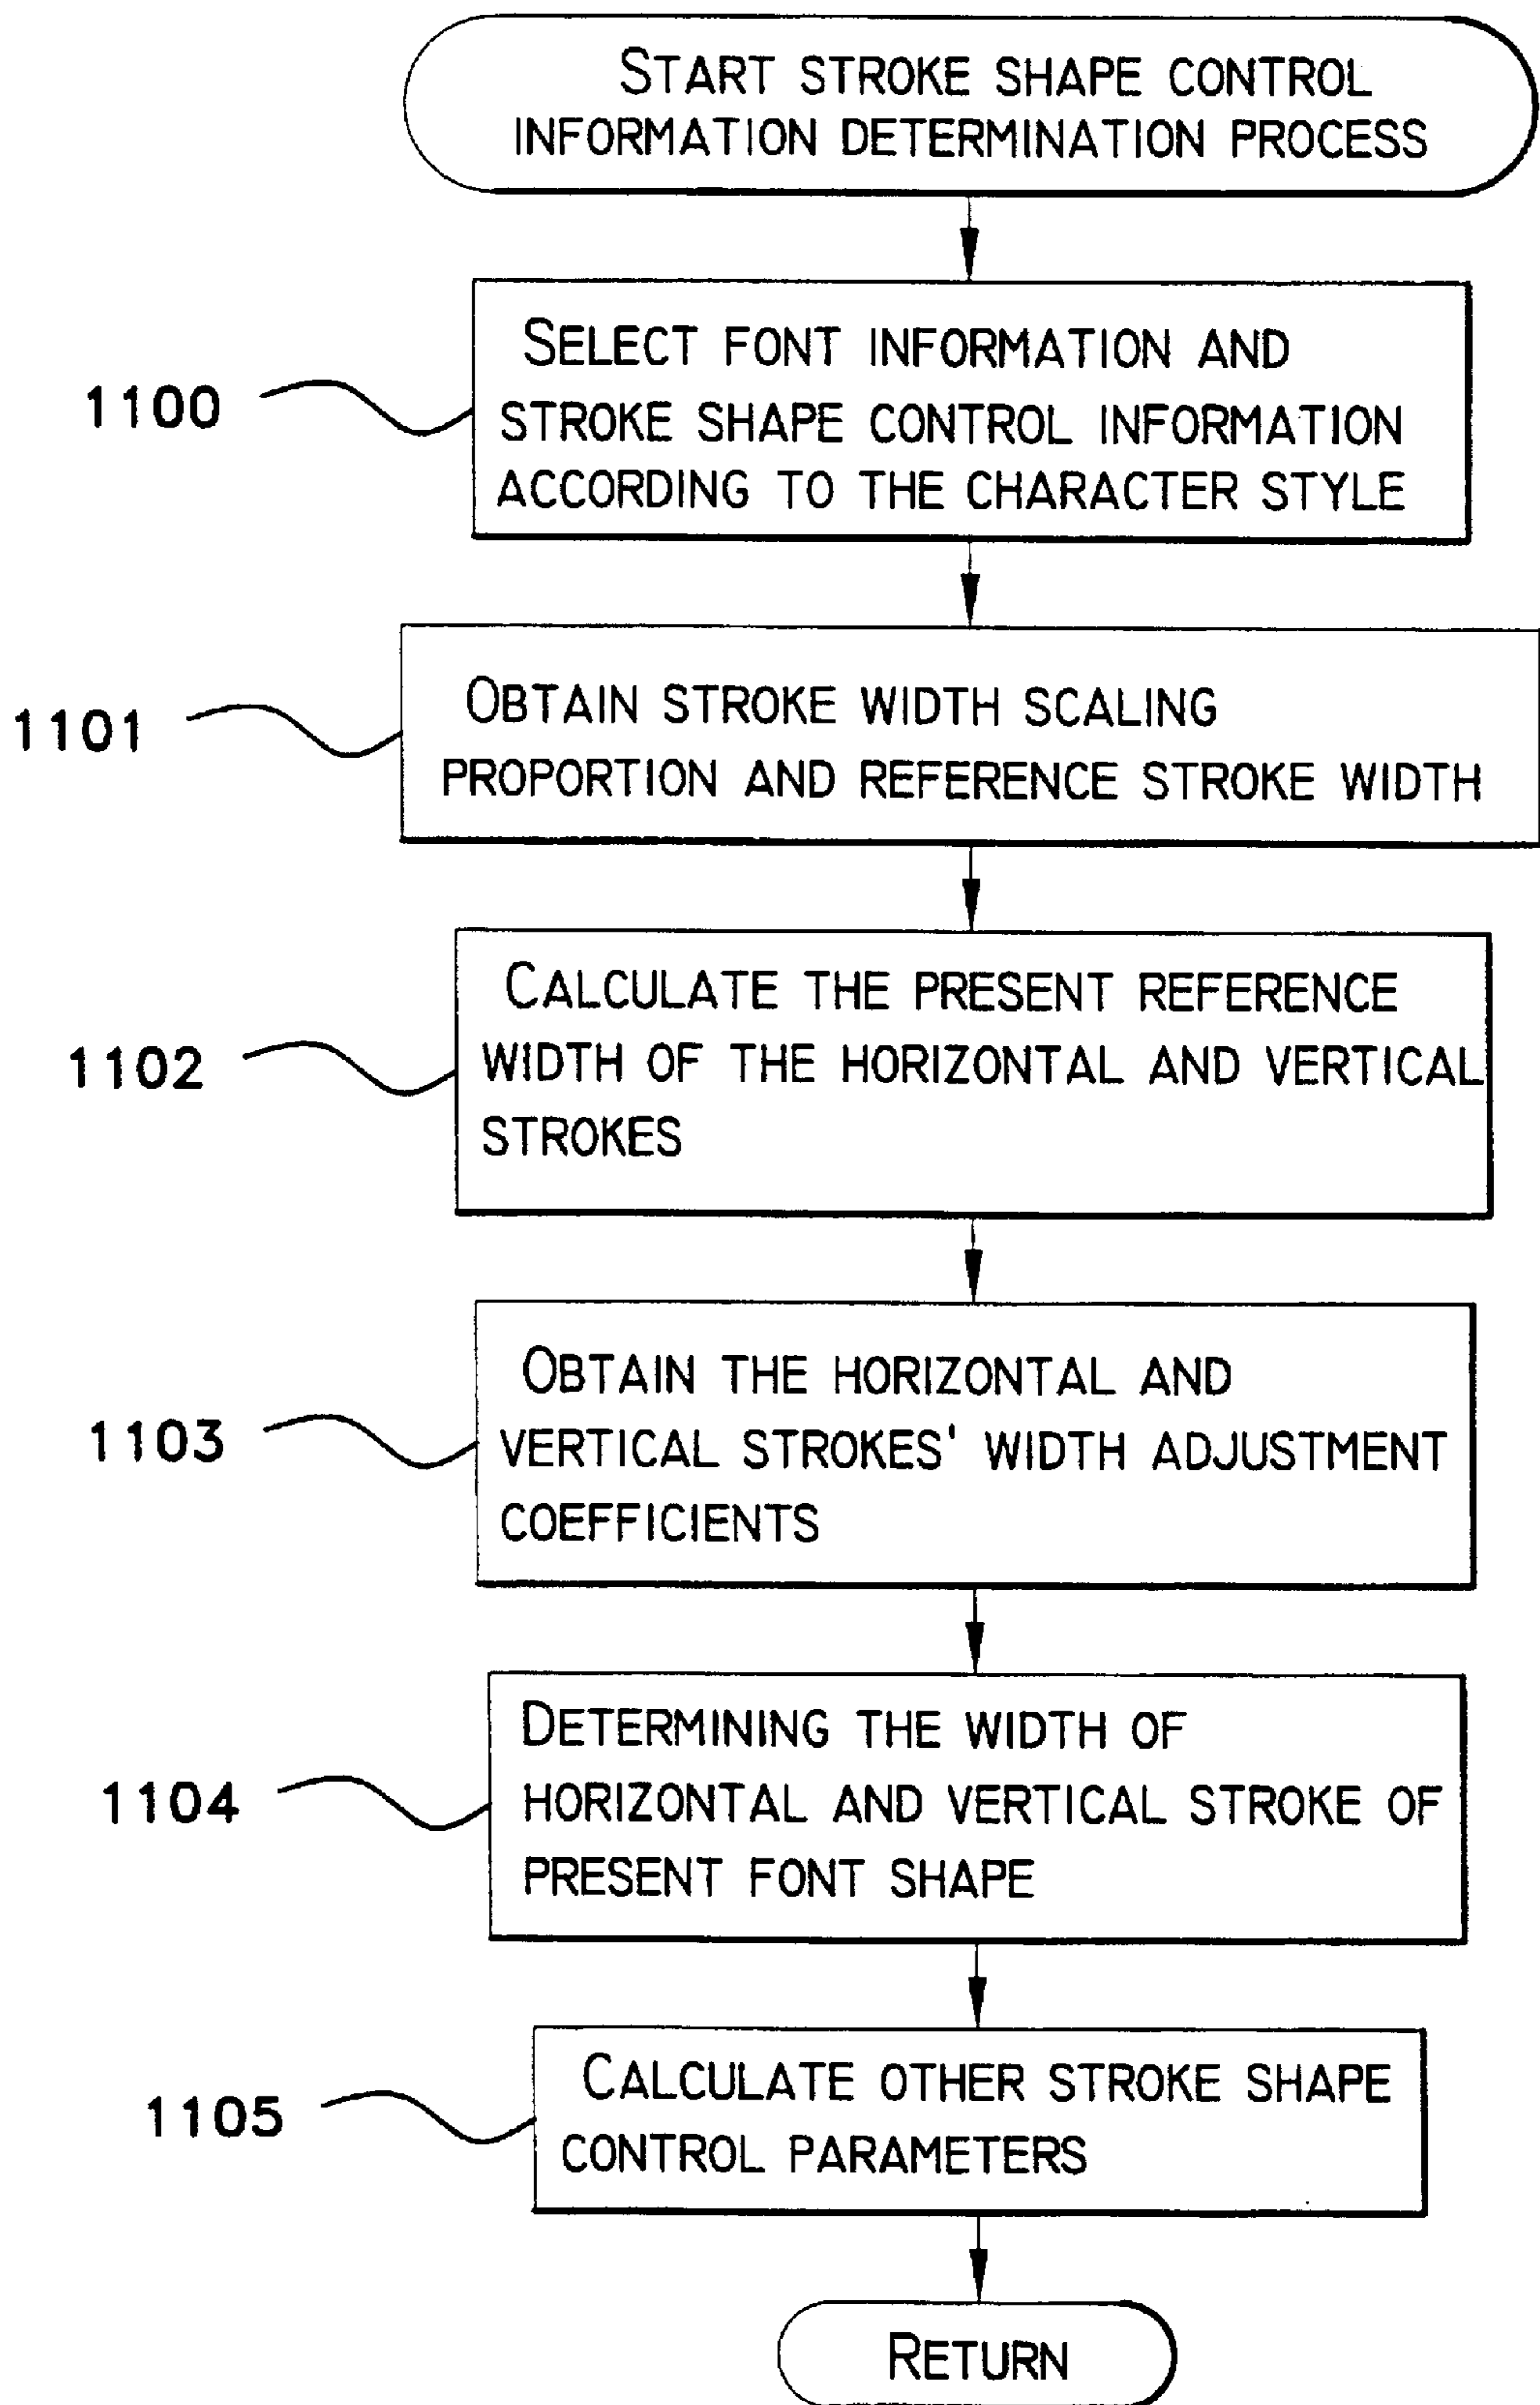 START STROKE SHAPE CONTROL
INFORMATION DETERMINATION PROCESS
1100
SELECT FONT INFORMATION AND
STROKE SHAPE CONTROL INFORMATION
ACCORDING TO THE CHARACTER STYLE
1101
OBTAIN STROKE WIDTH SCALING
PROPORTION AND REFERENCE STROKE WIDTH
1102
CALCULATE THE PRESENT REFERENCE
WIDTH OF THE HORIZONTAL AND VERTICAL
STROKES
1103
OBTAIN THE HORIZONTAL AND
VERTICAL STROKES' WIDTH ADJUSTMENT
COEFFICIENTS
1104
DETERMINING THE WIDTH OF
HORIZONTAL AND VERTICAL STROKE OF
PRESENT FONT SHAPE
1105
CALCULATE OTHER STROKE SHAPE
CONTROL PARAMETERS
RETURN